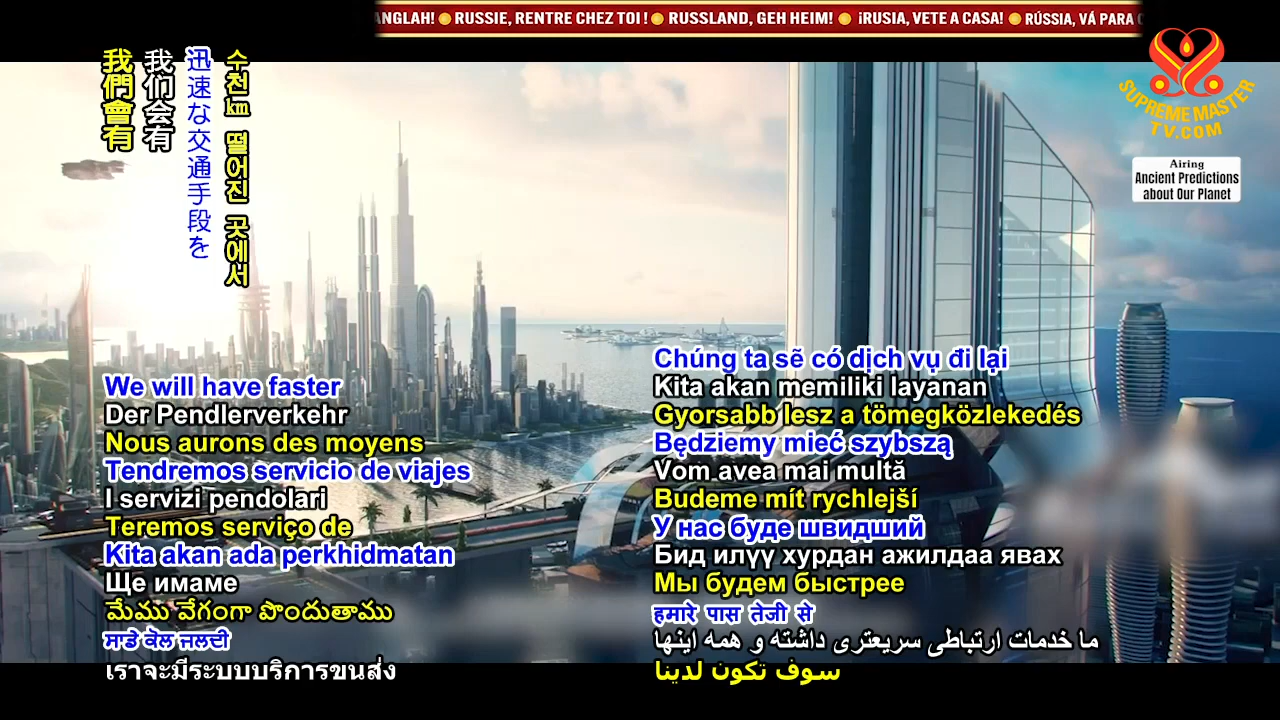 ANGLAH! RUSSIE, RENTRE CHEZ TOI ! RUSSLAND, GEH HEIM! ¡RUSIA, VETE A CASA! RÚSSIA, VÁ PARA
SUPREME MASTER
TV.COM
Airing
Ancient Predictions
about Our Planet
我們會有
我们会有
迅速な交通手段を
수천㎞ 떨어진 곳에서
We will have faster
Der Pendlerverkehr
Nous aurons des moyens
Tendremos servicio de viajes
I servizi pendolari
Teremos serviço de
Kita akan ada perkhidmatan
Ще имаме
మేము వేగంగా పొందుతాము
ਸਾਡੇ ਕੋਲ ਜਲਦੀ
เราจะมีระบบบริการขนส่ง
Chúng ta sẽ có dịch vụ đi lại
Kita akan memiliki layanan
Gyorsabb lesz a tömegközlekedés
Będziemy mieć szybszą
Vom avea mai multă
Budeme mít rychlejší
У нас буде швидший
Бид илүү хурдан ажилдаа явах
Мы будем быстрее
हमारे पास तेजी से
ما خدمات ارتباطی سریعتری داشته و همه اینها
سوف تكون لدينا